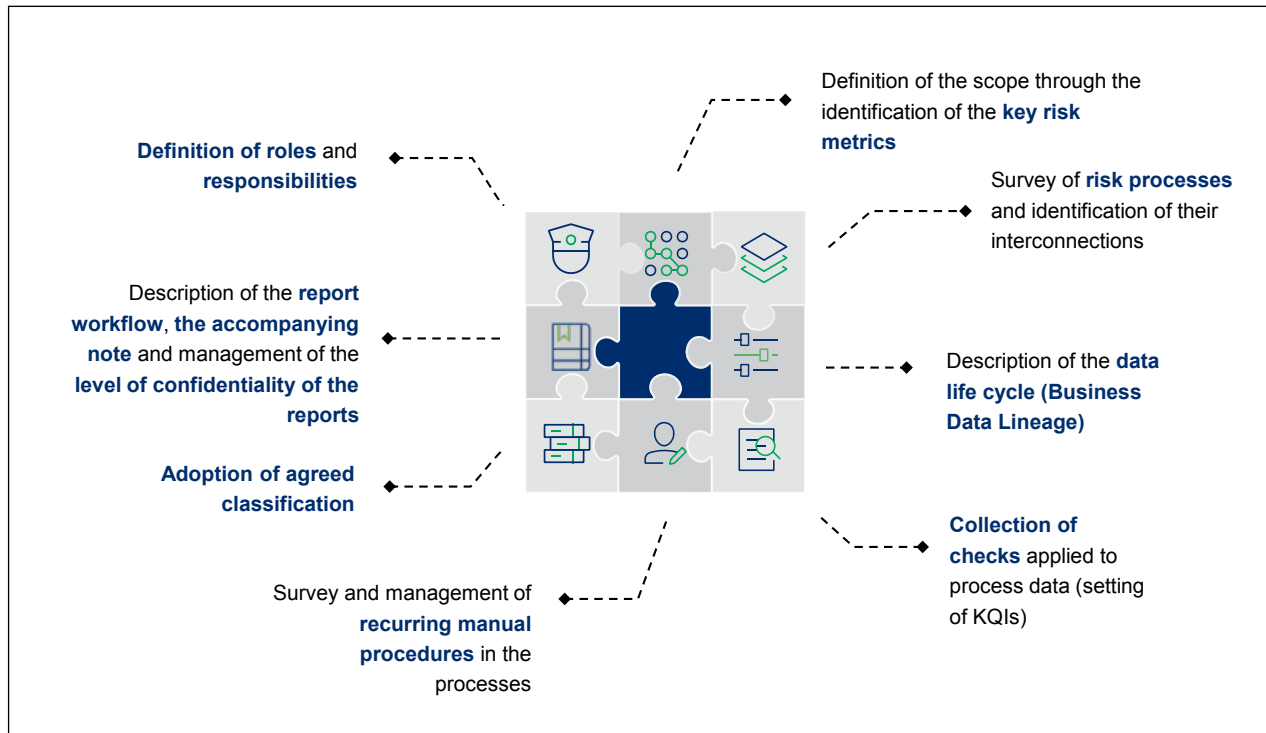 Definition of the scope through the
identification of the key risk
metrics
Definition of roles and
responsibilities
Survey of risk processes
and identification of their
interconnections
Description of the report
workflow, the accompanying
note and management of the
level of confidentiality of the
reports
Description of the data
life cycle (Business
Data Lineage)
Adoption of agreed
classification
Collection of
checks applied to
process data (setting
of KQIs)
Survey and management of
recurring manual
procedures in the
processes